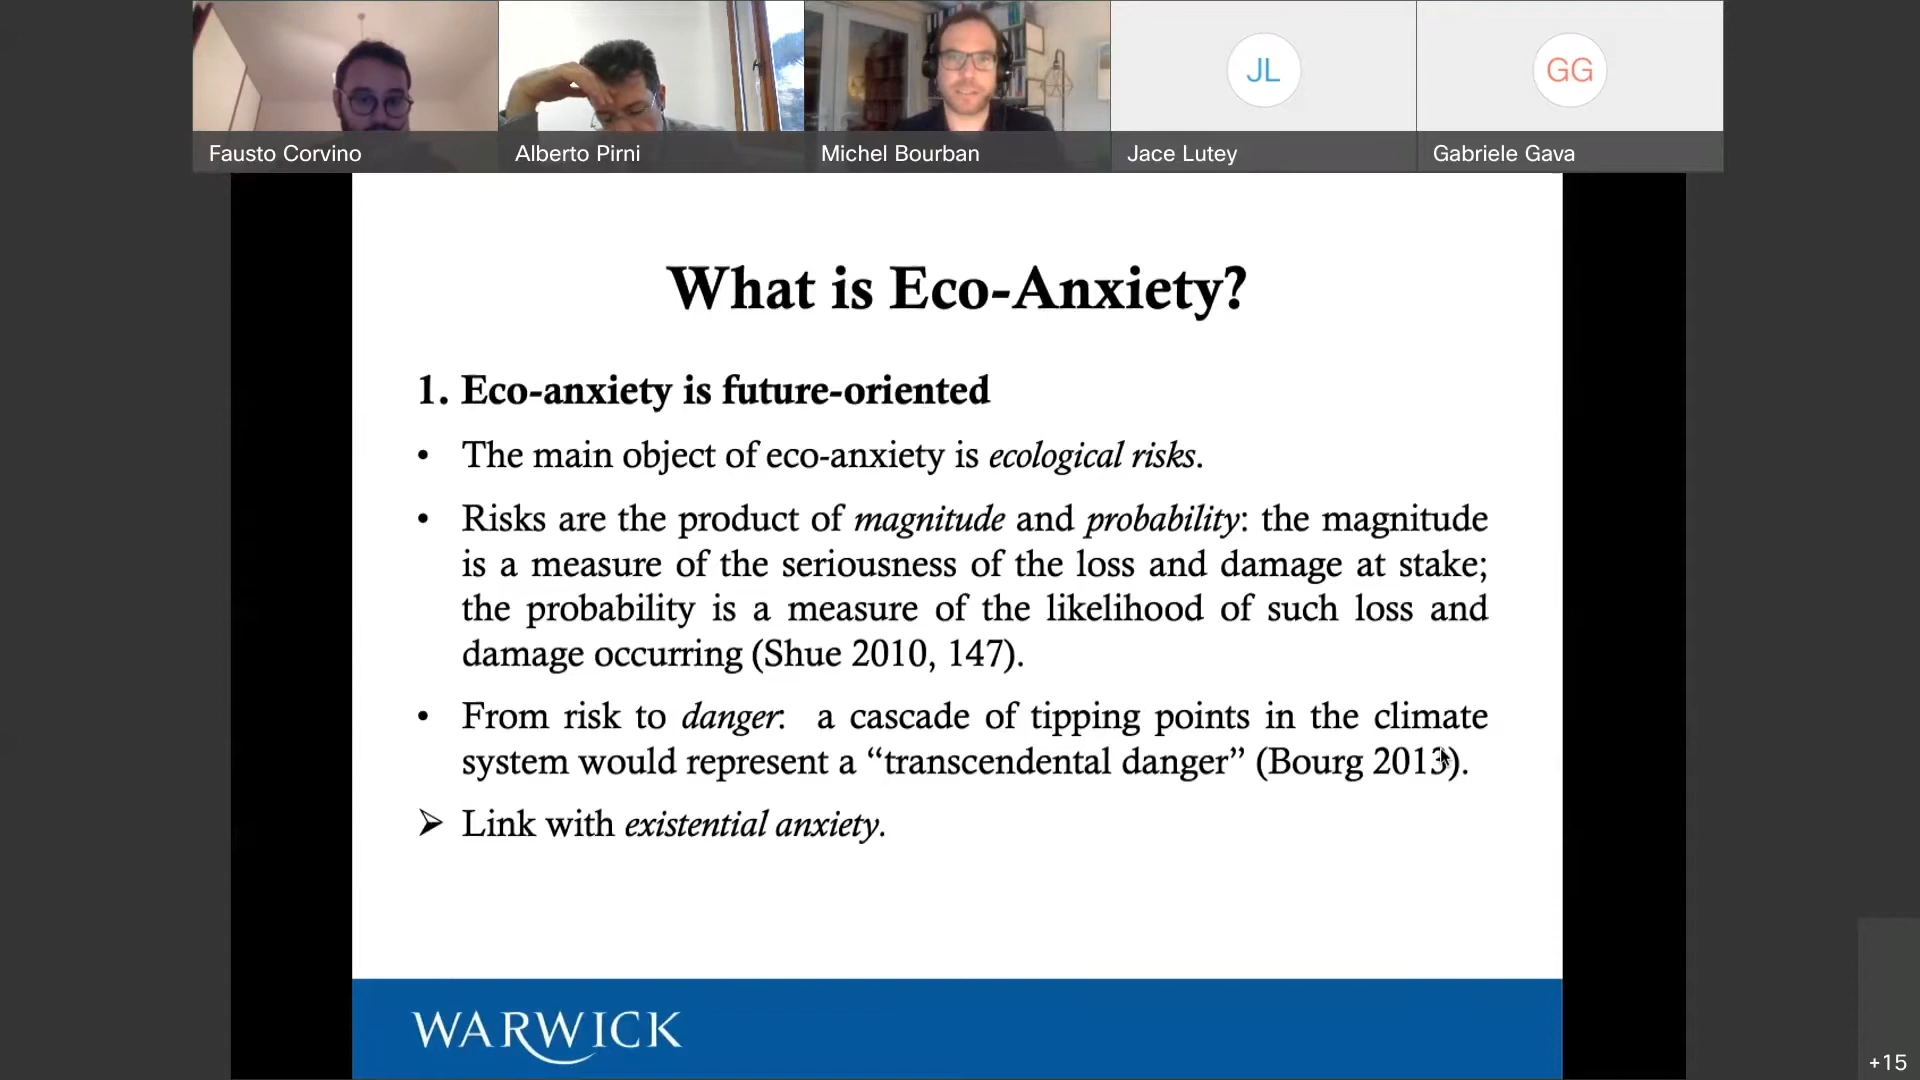 Fausto Corvino
Alberto Pirni
Michel Bourban
JL
Jace Lutey
GG
Gabriele Gava
What is Eco-Anxiety?
1. Eco-anxiety is future-oriented
• The main object of eco-anxiety is ecological risks.
• Risks are the product of magnitude and probability: the magnitude
is a measure of the seriousness of the loss and damage at stake;
the probability is a measure of the likelihood of such loss and
damage occurring (Shue 2010, 147).
• From risk to danger: a cascade of tipping points in the climate
system would represent a “transcendental danger” (Bourg 2013).
➢ Link with existential anxiety.
WARWICK
+15